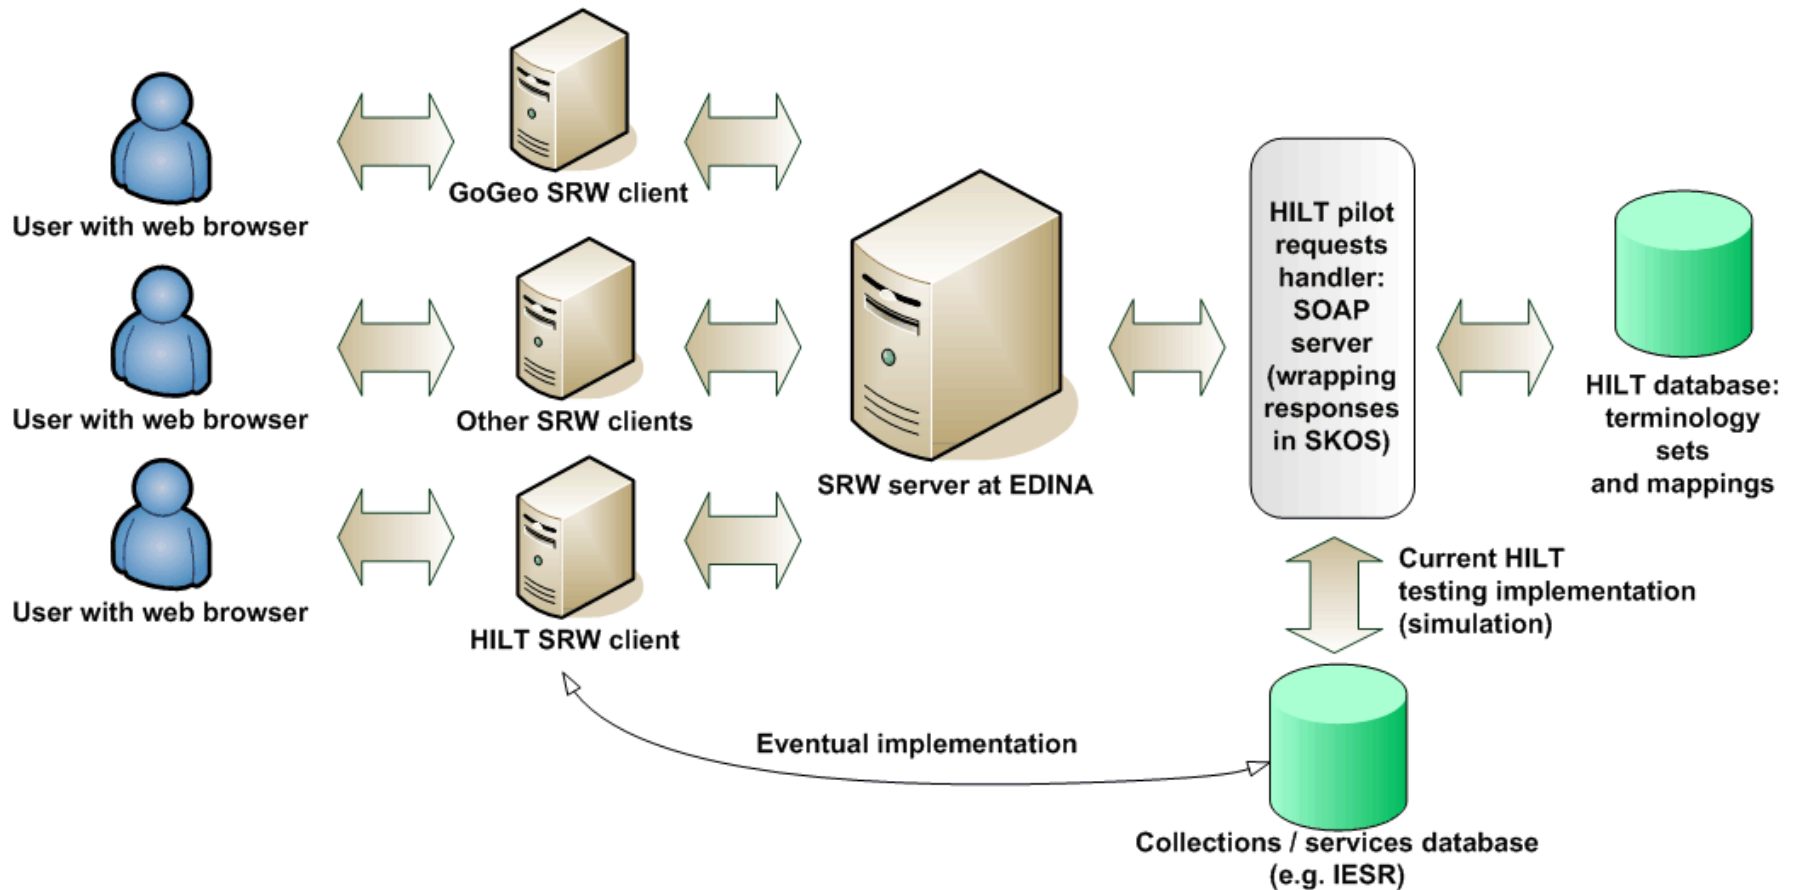 GoGeo SRW client
User with web browser
HILT pilot
requests
handler:
SOAP
server
(wrapping
responses
in SKOS)
HILT database:
terminology
sets
and mappings
User with web browser
Other SRW clients
SRW server at EDINA
User with web browser
HILT SRW client
Current HILT
testing implementation
(simulation)
Eventual implementation
Collections / services database
(e.g. IESR)